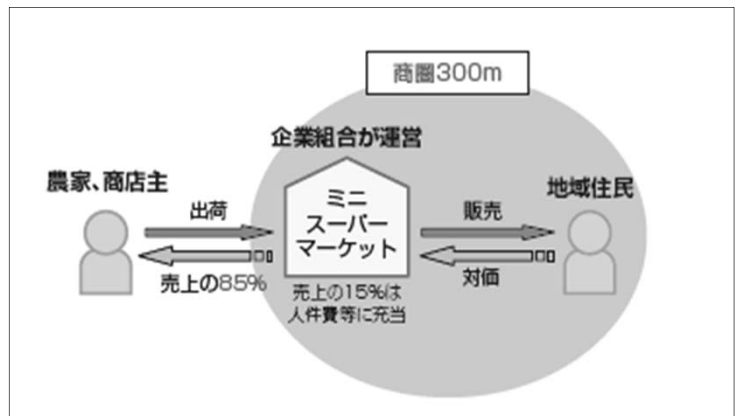 商圏300m
企業組合が運営
農家、商店主
地域住民
出荷
ミニ
スーパー
マーケット
販売
売上の85%
対価
売上の15%は
人件費等に充当